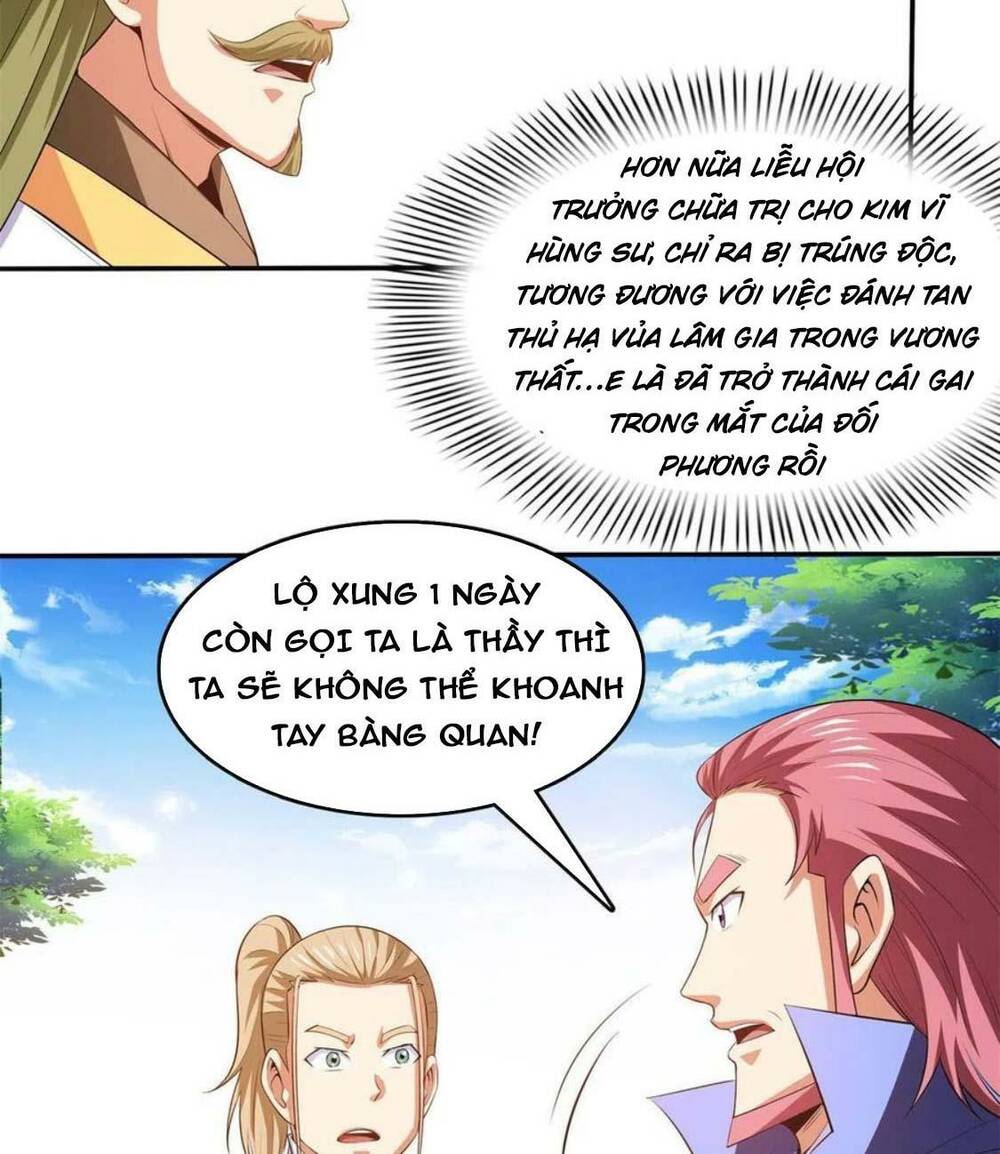 HƠN NỮA LIỄU HỘI
TRƯỞNG CHỮA TRỊ CHO KIM VĨ
HÙNG SƯ, CHỈ RA BỊ TRÚNG ĐỘC,
TƯƠNG ĐƯƠNG VỚI VIỆC ĐÁNH TAN
THỦ HẠ VỦA LÂM GIA TRONG VƯƠNG
THẤT...E LÀ ĐÃ TRỞ THÀNH CÁI GAI
TRONG MẮT CỦA ĐỐI
PHƯƠNG RỒI
LỘ XUNG 1 NGÀY
CÒN GỌI TA LÀ THẦY THÌ
TA SẼ KHÔNG THỂ KHOANH
TAY BÀNG QUAN!